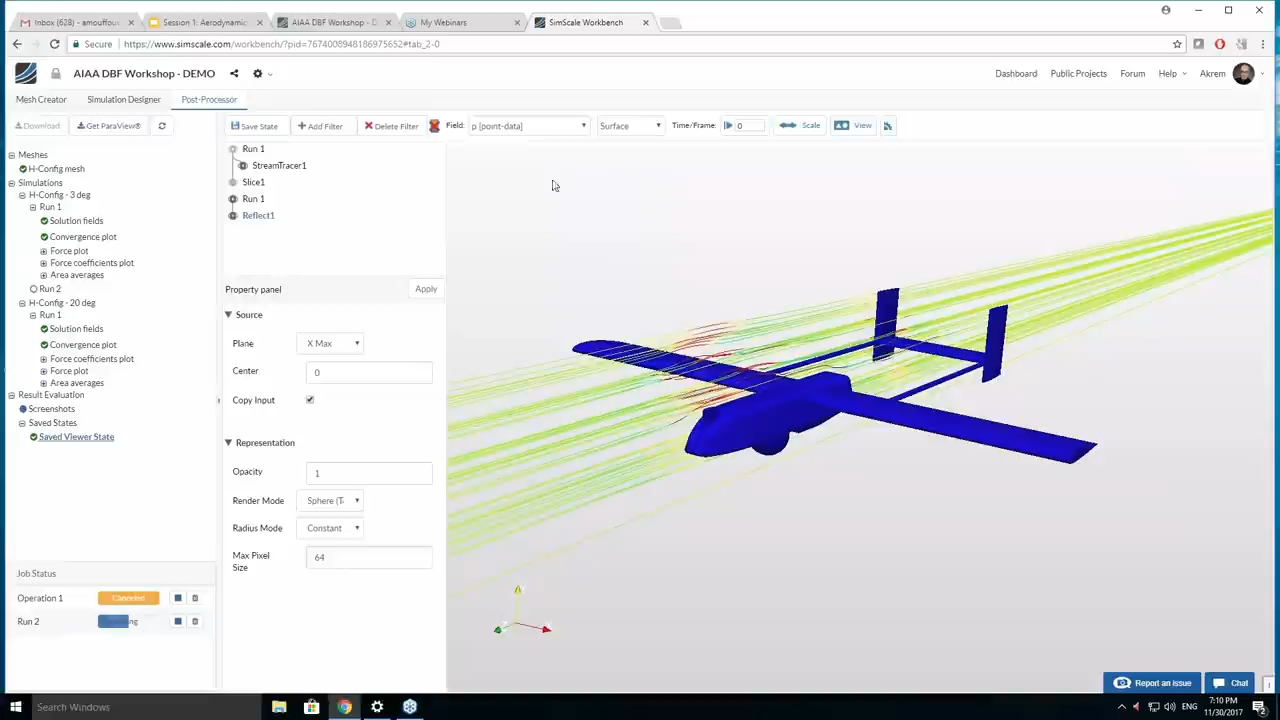 Inbox (628) - amouffouk
Session 1: Aerodynamic
AIAA DBF Workshop - D
My Webinars
SimScale Workbench
Secure
https://www.simscale.com/workbench/?pid=7674008948186975652#tab_2-0
AIAA DBF Workshop - DEMO
Dashboard
Public Projects
Forum
Help
Akrem
Mesh Creator
Simulation Designer
Post-Processor
Download
Get ParaView®
Save State
Add Filter
Delete Filter
Field:
p [point-data]
Surface
Time/Frame:
0
Scale
View
Meshes
H-Config mesh
Simulations
H-Config - 3 deg
Run 1
Solution fields
Convergence plot
Force plot
Force coefficients plot
Area averages
Run 2
H-Config - 20 deg
Run 1
Solution fields
Convergence plot
Force coefficients plot
Force plot
Area averages
Result Evaluation
Screenshots
Saved States
Saved Viewer State
Job Status
Operation 1
Canceled
Run 2
Run 1
StreamTracer1
Slice1
Run 1
Reflect1
Property panel
Apply
Source
Plane
X Max
Center
0
Copy Input
Representation
Opacity
1
Render Mode
Sphere (T
Radius Mode
Constant
Max Pixel
Size
64
Report an issue
Chat
Search Windows
ENG
7:10 PM
11/30/2017
2